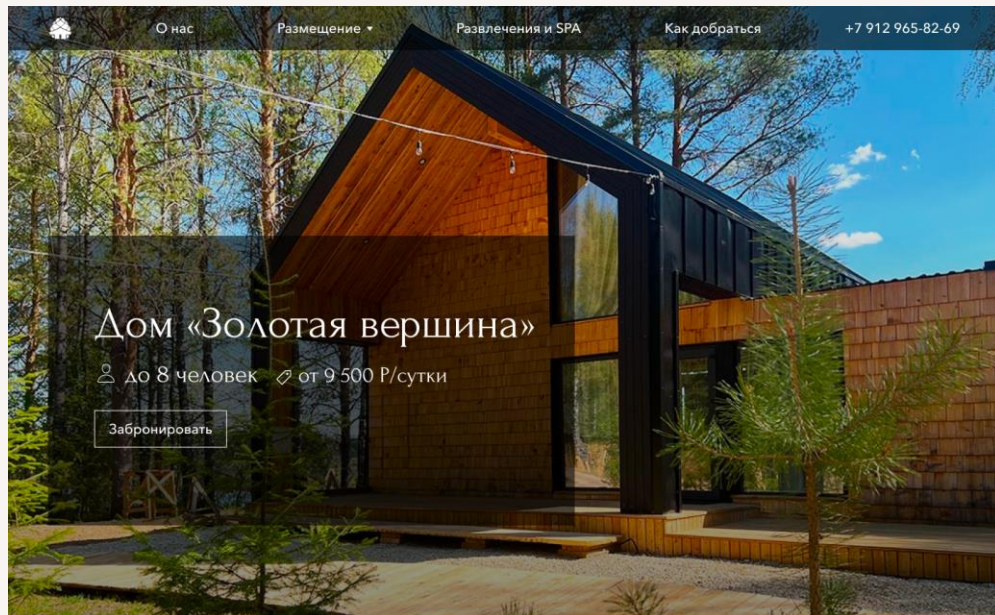 О нас
Размещение
Развлечения и SPA
Как добраться
+7 912 965-82-69
Дом «Золотая вершина»
до 8 человек
от 9 500 Р/сутки
Забронировать